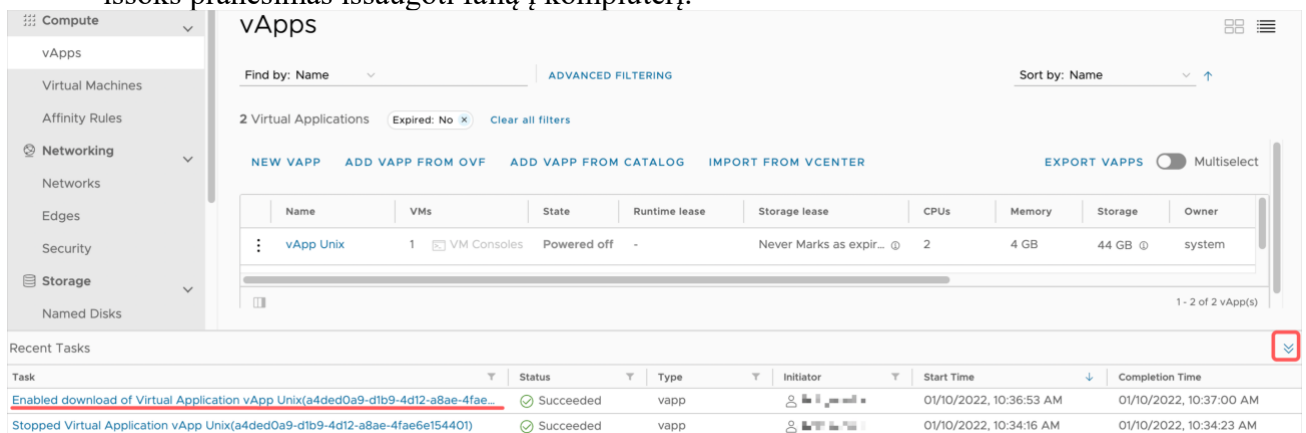 iššoks pranešimas išsaugoti failą į kompiuterį.
Compute
vApps
Virtual Machines
Affinity Rules
Networking
Networks
Edges
Security
Storage
Named Disks
vApps
Find by: Name
ADVANCED FILTERING
Sort by: Name
2 Virtual Applications Expired: No × Clear all filters
NEW VAPP ADD VAPP FROM OVF ADD VAPP FROM CATALOG IMPORT FROM VCENTER EXPORT VAPPS Multiselect
Name VMs State Runtime lease Storage lease CPUs Memory Storage Owner
vApp Unix 1 VM Consoles Powered off - Never Marks as expir... 2 4 GB 44 GB system
1 - 2 of 2 vApp(s)
Recent Tasks
Task Status Type Initiator Start Time Completion Time
Enabled download of Virtual Application vApp Unix(a4ded0a9-d1b9-4d12-a8ae-4fae... Succeeded vapp 01/10/2022, 10:36:53 AM 01/10/2022, 10:37:00 AM
Stopped Virtual Application vApp Unix(a4ded0a9-d1b9-4d12-a8ae-4fae6e154401) Succeeded vapp 01/10/2022, 10:34:16 AM 01/10/2022, 10:34:23 AM